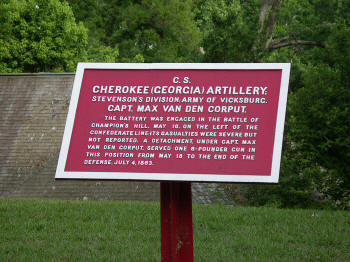 C.S.
CHEROKEE (GEORGIA) ARTILLERY.
STEVENSON'S DIVISION. ARMY OF VICKSBURG.
CAPT. MAX VAN DEN CORPUT.
THE BATTERY WAS ENGAGED IN THE BATTLE OF
CHAMPION'S HILL, MAY 16, ON THE LEFT OF THE
CONFEDERATE LINE; ITS CASUALTIES WERE SEVERE BUT
NOT REPORTED. A DETACHMENT, UNDER CAPT. MAX
VAN DEN CORPUT, SERVED ONE 6-POUNDER GUN IN
THIS POSITION FROM MAY 18 TO THE END OF THE
DEFENSE, JULY 4, 1863.